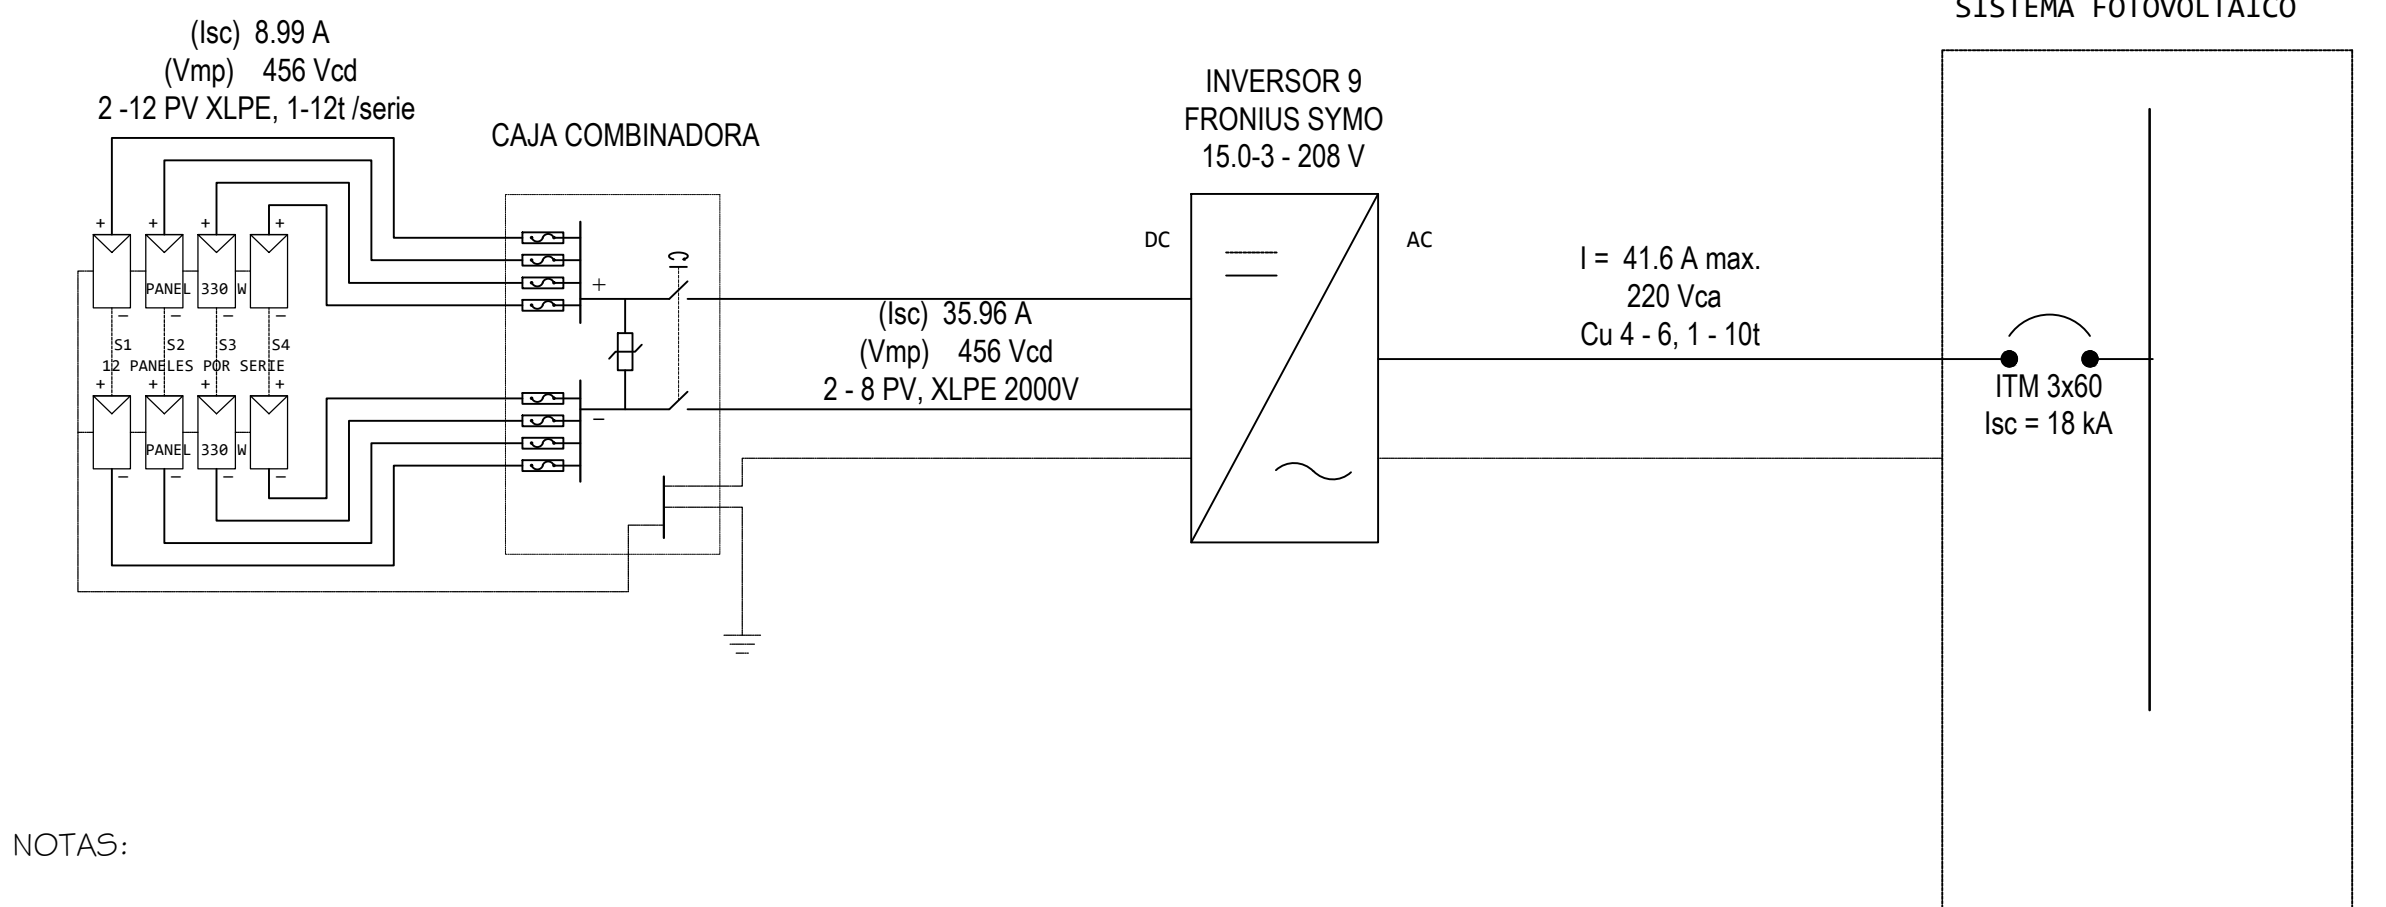 SISTEMA FOTOVOLTAICO
(Isc) 8.99 A
(Vmp) 456 Vcd
2 -12 PV XLPE, 1-12t /serie
CAJA COMBINADORA
INVERSOR 9
FRONIUS SYMO
15.0-3 - 208 V
+ + + +
PANEL 330 W
– – – –
S1 S2 S3 S4
12 PANELES POR SERIE
+ + + +
PANEL 330 W
– – – –
+
–
DC
AC
(Isc) 35.96 A
(Vmp) 456 Vcd
2 - 8 PV, XLPE 2000V
I = 41.6 A max.
220 Vca
Cu 4 - 6, 1 - 10t
ITM 3x60
Isc = 18 kA
NOTAS: